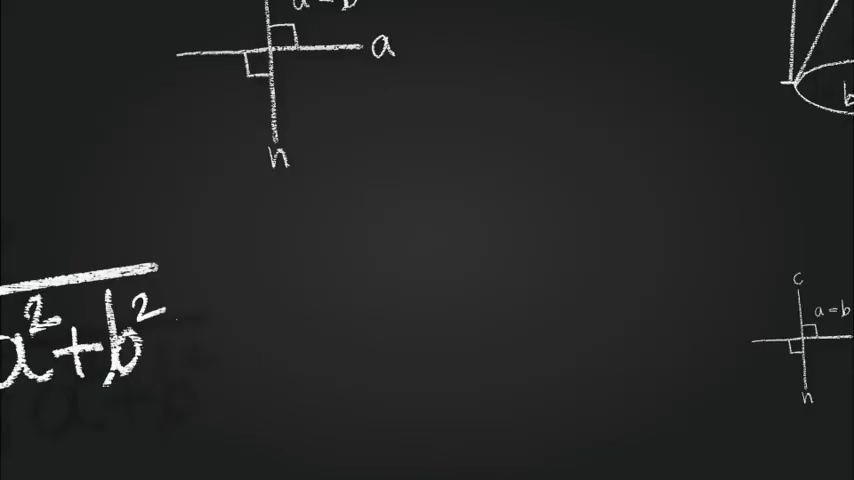 a = b
a
b
n
a²+b²
c
a = b
n